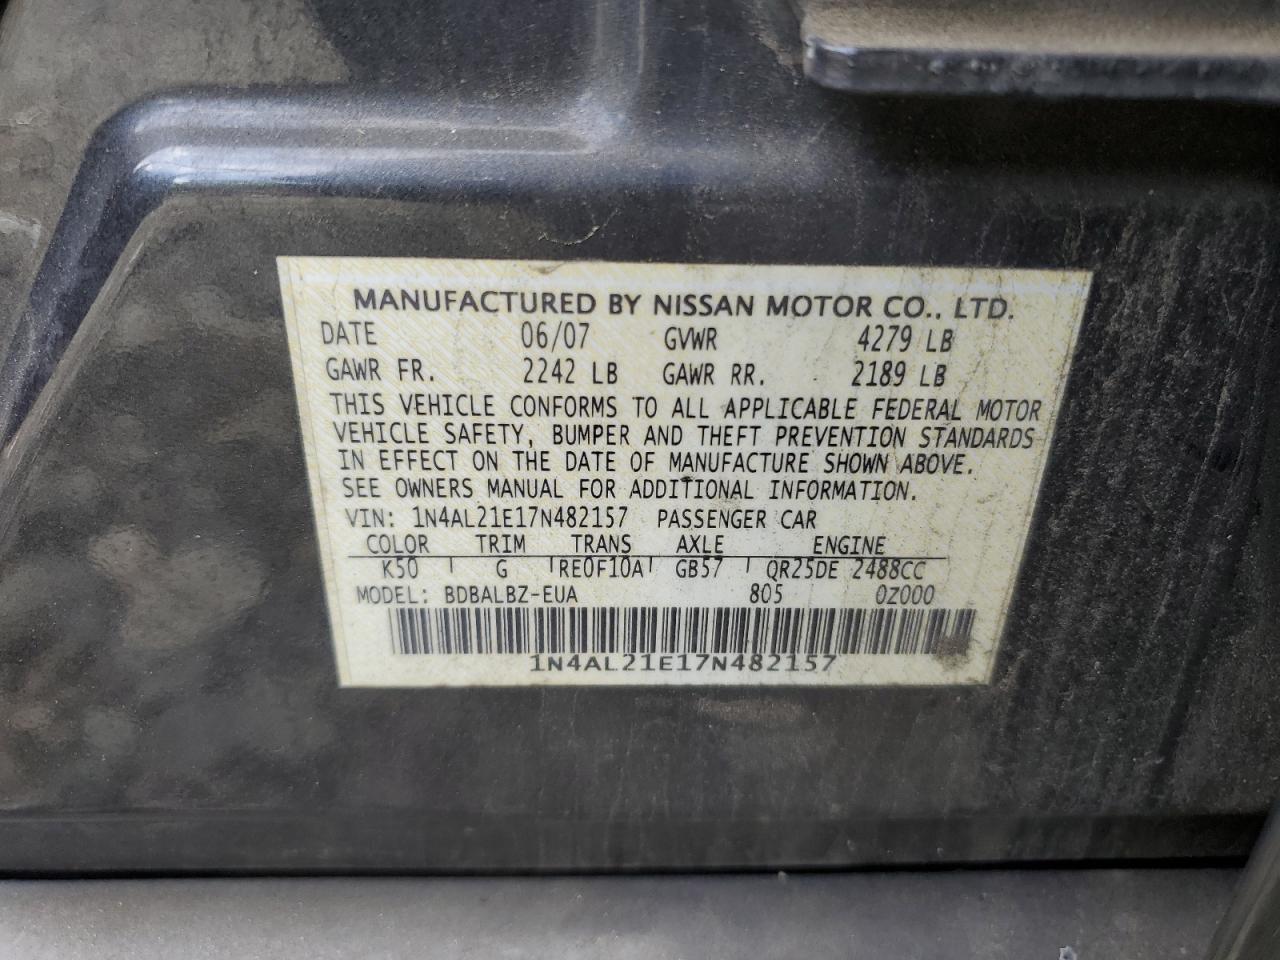 MANUFACTURED BY NISSAN MOTOR CO., LTD.
DATE 06/07 GVWR 4279 LB
GAWR FR. 2242 LB GAWR RR. 2189 LB
THIS VEHICLE CONFORMS TO ALL APPLICABLE FEDERAL MOTOR
VEHICLE SAFETY, BUMPER AND THEFT PREVENTION STANDARDS
IN EFFECT ON THE DATE OF MANUFACTURE SHOWN ABOVE.
SEE OWNERS MANUAL FOR ADDITIONAL INFORMATION.
VIN: 1N4AL21E17N482157 PASSENGER CAR
COLOR TRIM TRANS AXLE ENGINE
K50 G RE0F10A GB57 QR25DE 2488CC
MODEL: BDBALBZ-EUA 805 0Z000
1N4AL21E17N482157